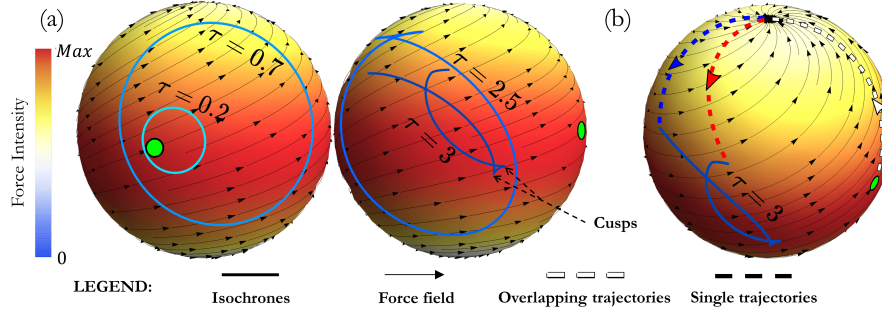 (a)
(b)
Max
Force Intensity
0
τ = 0.7
τ = 0.2
τ = 2.5
τ = 3
τ = 3
Cusps
LEGEND:
Isochrones
Force field
Overlapping trajectories
Single trajectories